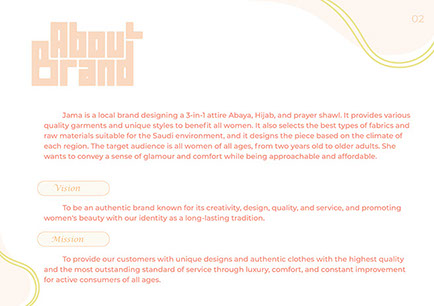 02
About
Brand
Jama is a local brand designing a 3-in-1 attire Abaya, Hijab, and prayer shawl. It provides various
quality garments and unique styles to benefit all women. It also selects the best types of fabrics and
raw materials suitable for the Saudi environment, and it designs the piece based on the climate of
each region. The target audience is all women of all ages, from two years old to older adults. She
wants to convey a sense of glamour and comfort while being approachable and affordable.
Vision
To be an authentic brand known for its creativity, design, quality, and service, and promoting
women's beauty with our identity as a long-lasting tradition.
Mission
To provide our customers with unique designs and authentic clothes with the highest quality
and the most outstanding standard of service through luxury, comfort, and constant improvement
for active consumers of all ages.